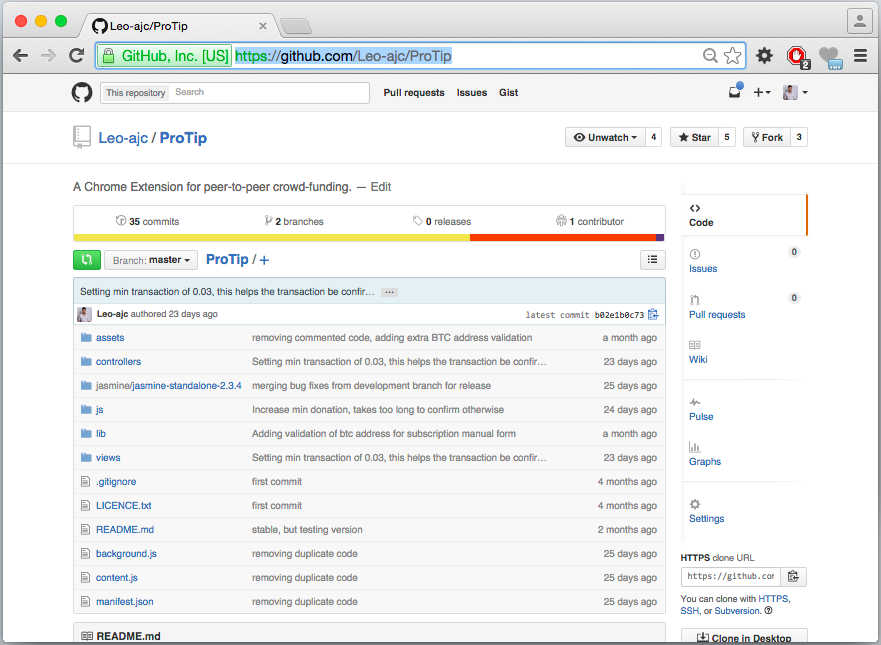 Leo-ajc/ProTip
GitHub, Inc. [US] https://github.com/Leo-ajc/ProTip
2
This repository Search Pull requests Issues Gist
Leo-ajc / ProTip Unwatch 4 Star 5 Fork 3
A Chrome Extension for peer-to-peer crowd-funding. — Edit
35 commits 2 branches 0 releases 1 contributor
Branch: master ProTip / +
Setting min transaction of 0.03, this helps the transaction be confir… …
Leo-ajc authored 23 days ago latest commit b02e1b0c73
assets removing commented code, adding extra BTC address validation a month ago
controllers Setting min transaction of 0.03, this helps the transaction be confir… 23 days ago
jasmine/jasmine-standalone-2.3.4 merging bug fixes from development branch for release 25 days ago
js Increase min donation, takes too long to confirm otherwise 24 days ago
lib Adding validation of btc address for subscription manual form a month ago
views Setting min transaction of 0.03, this helps the transaction be confir… 23 days ago
.gitignore first commit 4 months ago
LICENCE.txt first commit 4 months ago
README.md stable, but testing version 2 months ago
background.js removing duplicate code 25 days ago
content.js removing duplicate code 25 days ago
manifest.json removing duplicate code 25 days ago
README.md
Code
Issues 0
Pull requests 0
Wiki
Pulse
Graphs
Settings
HTTPS clone URL
https://github.cor
You can clone with HTTPS,
SSH, or Subversion.
Clone in Desktop